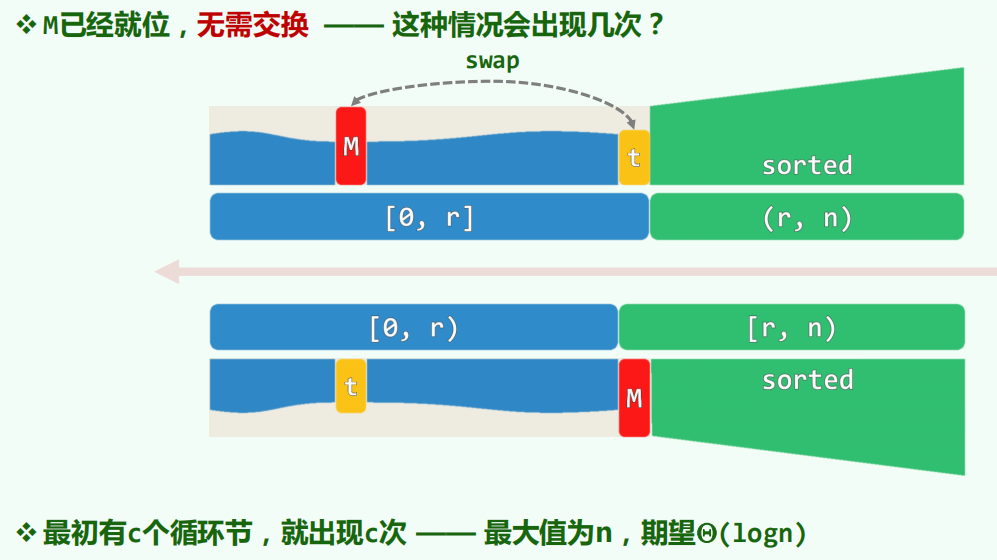 ❖M已经就位，无需交换 —— 这种情况会出现几次？
swap
M
t
sorted
[0, r]
(r, n)
[0, r)
[r, n)
t
M
sorted
❖最初有c个循环节，就出现c次 —— 最大值为n，期望Θ(logn)